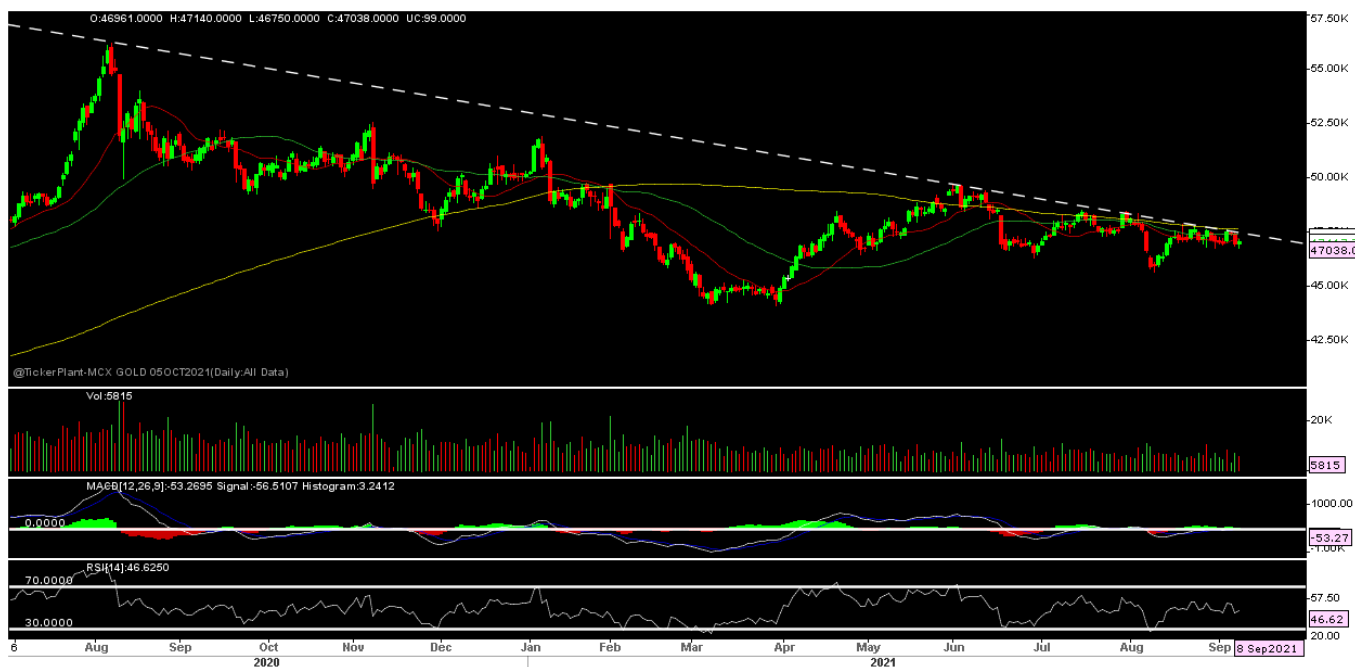 O:46961.0000 H:47140.0000 L:46750.0000 C:47038.0000 UC:99.0000
57.50K
55.00K
52.50K
50.00K
47038.0
45.00K
42.50K
@TickerPlant-MCX GOLD 05OCT2021(Daily:All Data)
Vol:5815
20K
5815
MACD[12,26,9]:-53.2695 Signal:-56.5107 Histogram:3.2412
1000.00
0.0000
-53.27
-1.00K
RSI[14]:46.6250
70.0000
57.50
46.62
30.0000
20.00
6 Aug Sep Oct Nov Dec Jan Feb Mar Apr May Jun Jul Aug Sep 8 Sep2021
2020 2021